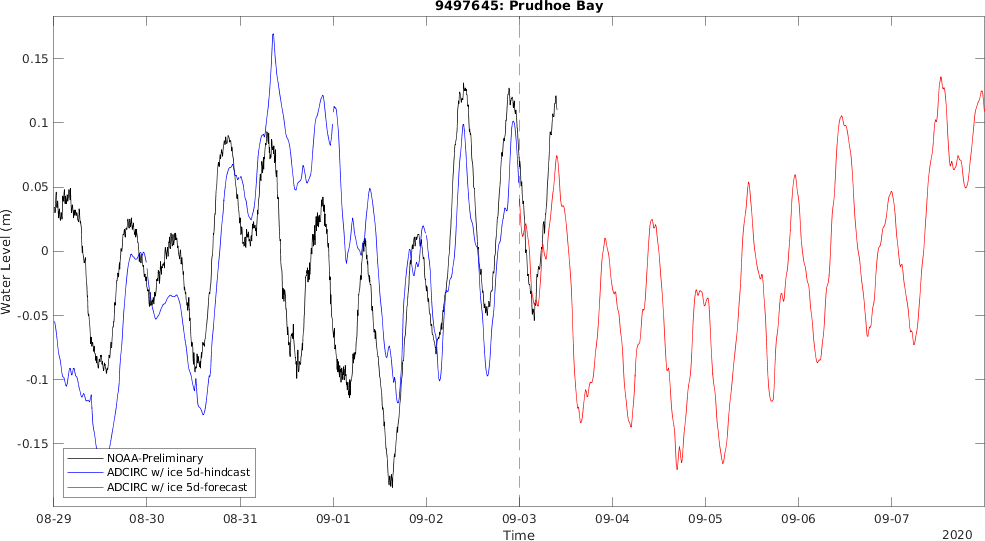 9497645: Prudhoe Bay
0.15
0.1
0.05
0
-0.05
-0.1
-0.15
Water Level (m)
NOAA-Preliminary
ADCIRC w/ ice 5d-hindcast
ADCIRC w/ ice 5d-forecast
08-29 08-30 08-31 09-01 09-02 09-03 09-04 09-05 09-06 09-07
Time
2020